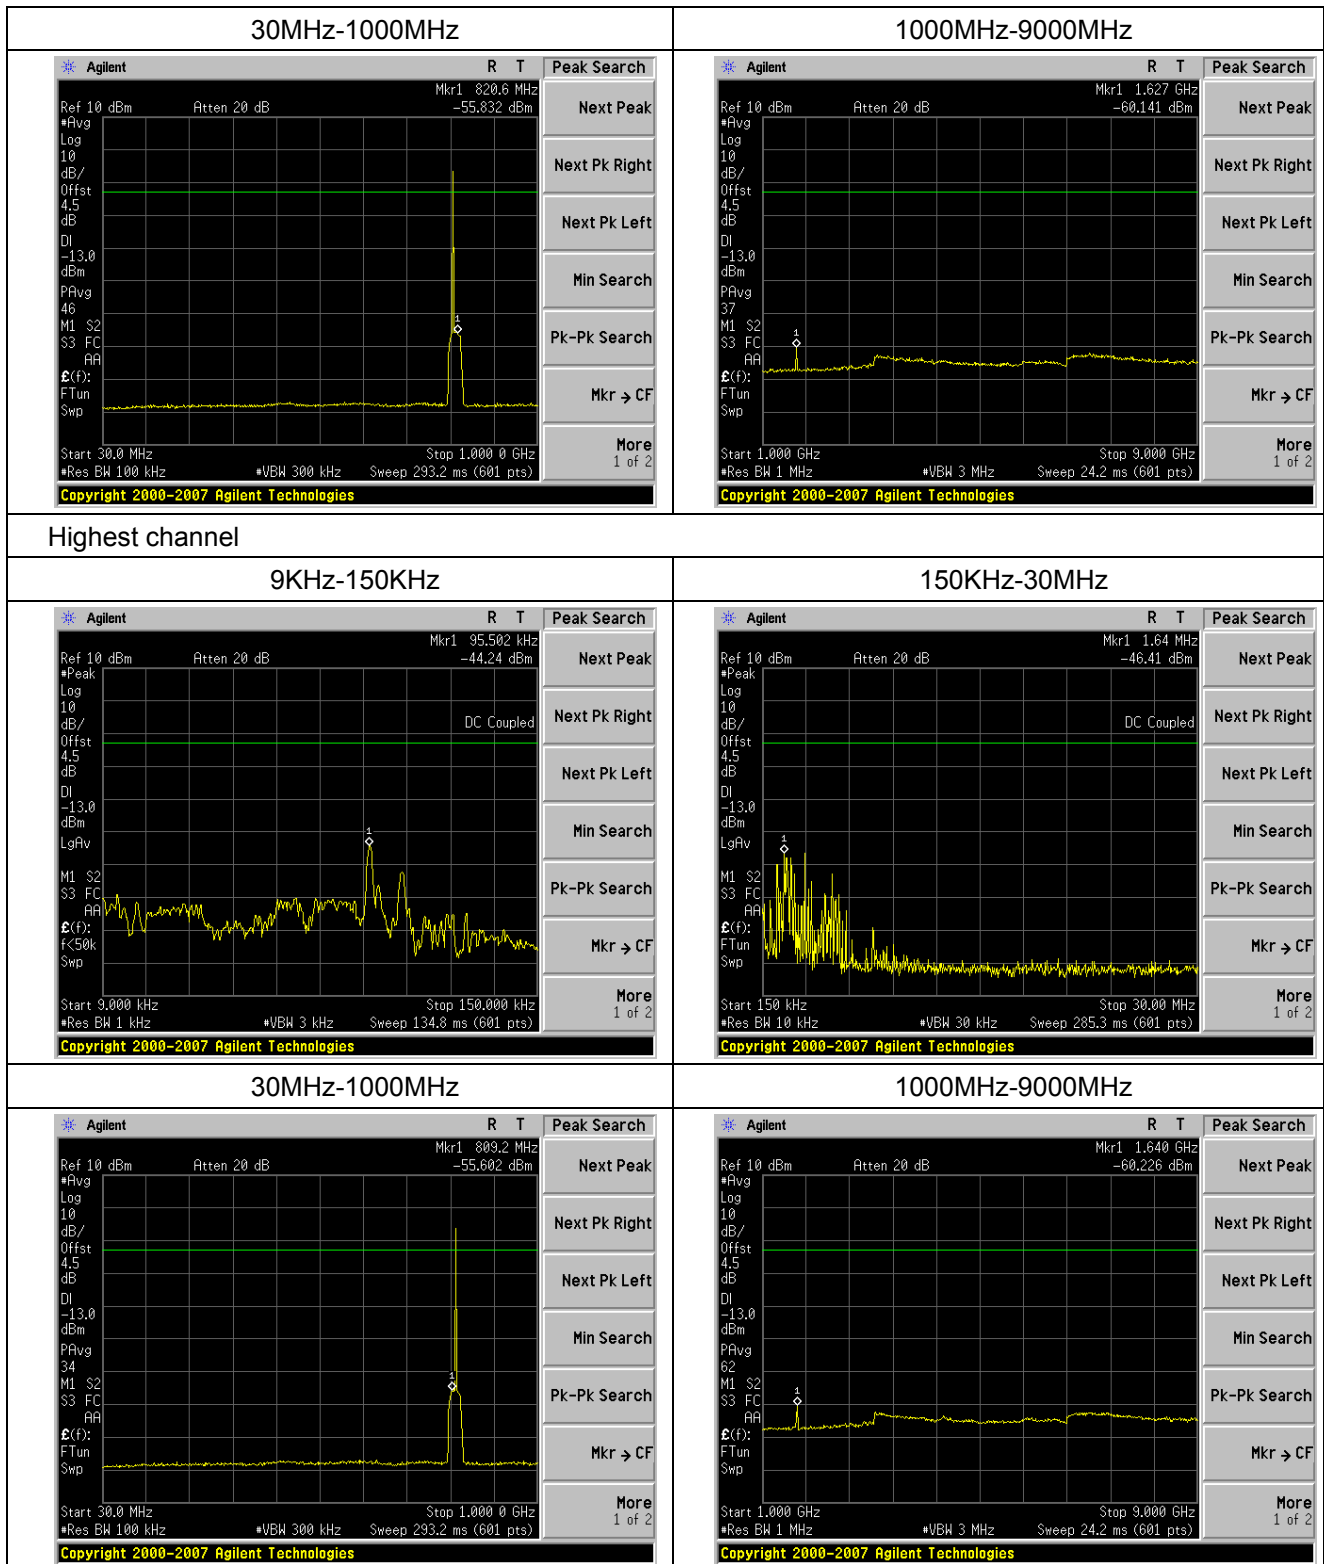 30MHz-1000MHz
1000MHz-9000MHz
Agilent R T Peak Search
Mkr1 820.6 MHz
Ref 10 dBm Atten 20 dB -55.832 dBm
#Avg
Log
10
dB/
Offst
4.5
dB
DI
-13.0
dBm
PAvg
46
M1 S2
S3 FC
AA
£(f):
FTun
Swp
1
Start 30.0 MHz Stop 1.000 0 GHz
#Res BW 100 kHz #VBW 300 kHz Sweep 293.2 ms (601 pts)
Copyright 2000-2007 Agilent Technologies
Next Peak
Next Pk Right
Next Pk Left
Min Search
Pk-Pk Search
Mkr → CF
More
1 of 2
Agilent R T Peak Search
Mkr1 1.627 GHz
Ref 10 dBm Atten 20 dB -60.141 dBm
#Avg
Log
10
dB/
Offst
4.5
dB
DI
-13.0
dBm
PAvg
37
M1 S2
S3 FC
AA
£(f):
FTun
Swp
1
Start 1.000 GHz Stop 9.000 GHz
#Res BW 1 MHz #VBW 3 MHz Sweep 24.2 ms (601 pts)
Copyright 2000-2007 Agilent Technologies
Next Peak
Next Pk Right
Next Pk Left
Min Search
Pk-Pk Search
Mkr → CF
More
1 of 2
Highest channel
9KHz-150KHz
150KHz-30MHz
Agilent R T Peak Search
Mkr1 95.502 kHz
Ref 10 dBm Atten 20 dB -44.24 dBm
#Peak
Log
10
dB/
Offst
4.5
dB
DI
-13.0
dBm
LgAv
M1 S2
S3 FC
AA
£(f):
f<50k
Swp
DC Coupled
1
Start 9.000 kHz Stop 150.000 kHz
#Res BW 1 kHz #VBW 3 kHz Sweep 134.8 ms (601 pts)
Copyright 2000-2007 Agilent Technologies
Next Peak
Next Pk Right
Next Pk Left
Min Search
Pk-Pk Search
Mkr → CF
More
1 of 2
Agilent R T Peak Search
Mkr1 1.64 MHz
Ref 10 dBm Atten 20 dB -46.41 dBm
#Peak
Log
10
dB/
Offst
4.5
dB
DI
-13.0
dBm
LgAv
M1 S2
S3 FC
AA
£(f):
FTun
Swp
DC Coupled
1
Start 150 kHz Stop 30.00 MHz
#Res BW 10 kHz #VBW 30 kHz Sweep 285.3 ms (601 pts)
Copyright 2000-2007 Agilent Technologies
Next Peak
Next Pk Right
Next Pk Left
Min Search
Pk-Pk Search
Mkr → CF
More
1 of 2
30MHz-1000MHz
1000MHz-9000MHz
Agilent R T Peak Search
Mkr1 809.2 MHz
Ref 10 dBm Atten 20 dB -55.602 dBm
#Avg
Log
10
dB/
Offst
4.5
dB
DI
-13.0
dBm
PAvg
34
M1 S2
S3 FC
AA
£(f):
FTun
Swp
1
Start 30.0 MHz Stop 1.000 0 GHz
#Res BW 100 kHz #VBW 300 kHz Sweep 293.2 ms (601 pts)
Copyright 2000-2007 Agilent Technologies
Next Peak
Next Pk Right
Next Pk Left
Min Search
Pk-Pk Search
Mkr → CF
More
1 of 2
Agilent R T Peak Search
Mkr1 1.640 GHz
Ref 10 dBm Atten 20 dB -60.226 dBm
#Avg
Log
10
dB/
Offst
4.5
dB
DI
-13.0
dBm
PAvg
62
M1 S2
S3 FC
AA
£(f):
FTun
Swp
1
Start 1.000 GHz Stop 9.000 GHz
#Res BW 1 MHz #VBW 3 MHz Sweep 24.2 ms (601 pts)
Copyright 2000-2007 Agilent Technologies
Next Peak
Next Pk Right
Next Pk Left
Min Search
Pk-Pk Search
Mkr → CF
More
1 of 2